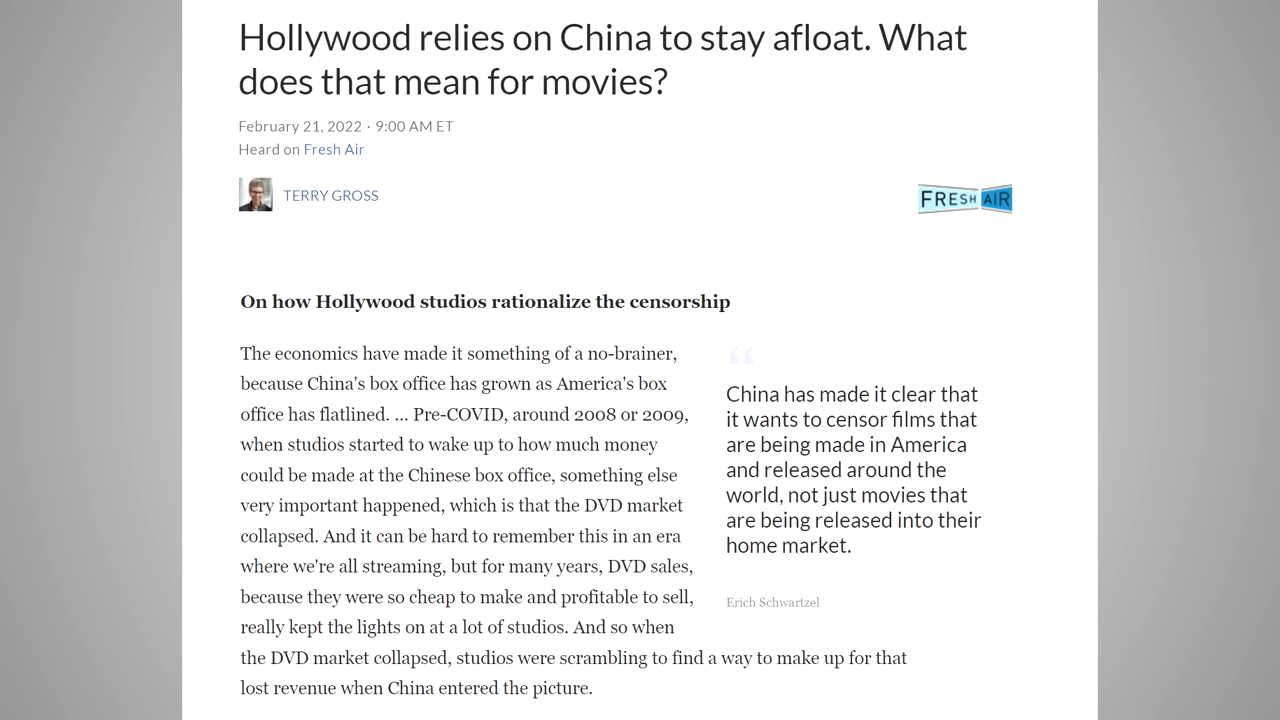 Hollywood relies on China to stay afloat. What
does that mean for movies?
February 21, 2022 · 9:00 AM ET
Heard on Fresh Air
TERRY GROSS
FRESH AIR
On how Hollywood studios rationalize the censorship
The economics have made it something of a no-brainer,
because China's box office has grown as America's box
office has flatlined. ... Pre-COVID, around 2008 or 2009,
when studios started to wake up to how much money
could be made at the Chinese box office, something else
very important happened, which is that the DVD market
collapsed. And it can be hard to remember this in an era
where we're all streaming, but for many years, DVD sales,
because they were so cheap to make and profitable to sell,
really kept the lights on at a lot of studios. And so when
the DVD market collapsed, studios were scrambling to find a way to make up for that
lost revenue when China entered the picture.
“
China has made it clear that
it wants to censor films that
are being made in America
and released around the
world, not just movies that
are being released into their
home market.
Erich Schwartzel